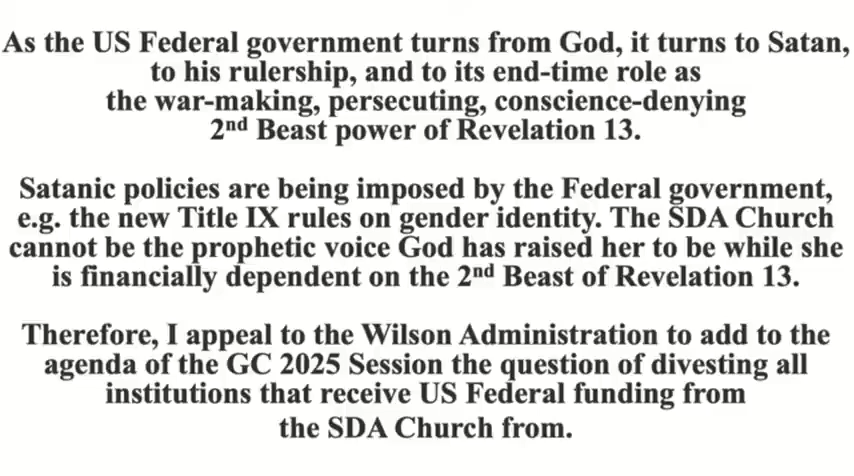 As the US Federal government turns from God, it turns to Satan,
to his rulership, and to its end-time role as
the war-making, persecuting, conscience-denying
2nd Beast power of Revelation 13.
Satanic policies are being imposed by the Federal government,
e.g. the new Title IX rules on gender identity. The SDA Church
cannot be the prophetic voice God has raised her to be while she
is financially dependent on the 2nd Beast of Revelation 13.
Therefore, I appeal to the Wilson Administration to add to the
agenda of the GC 2025 Session the question of divesting all
institutions that receive US Federal funding from
the SDA Church from.